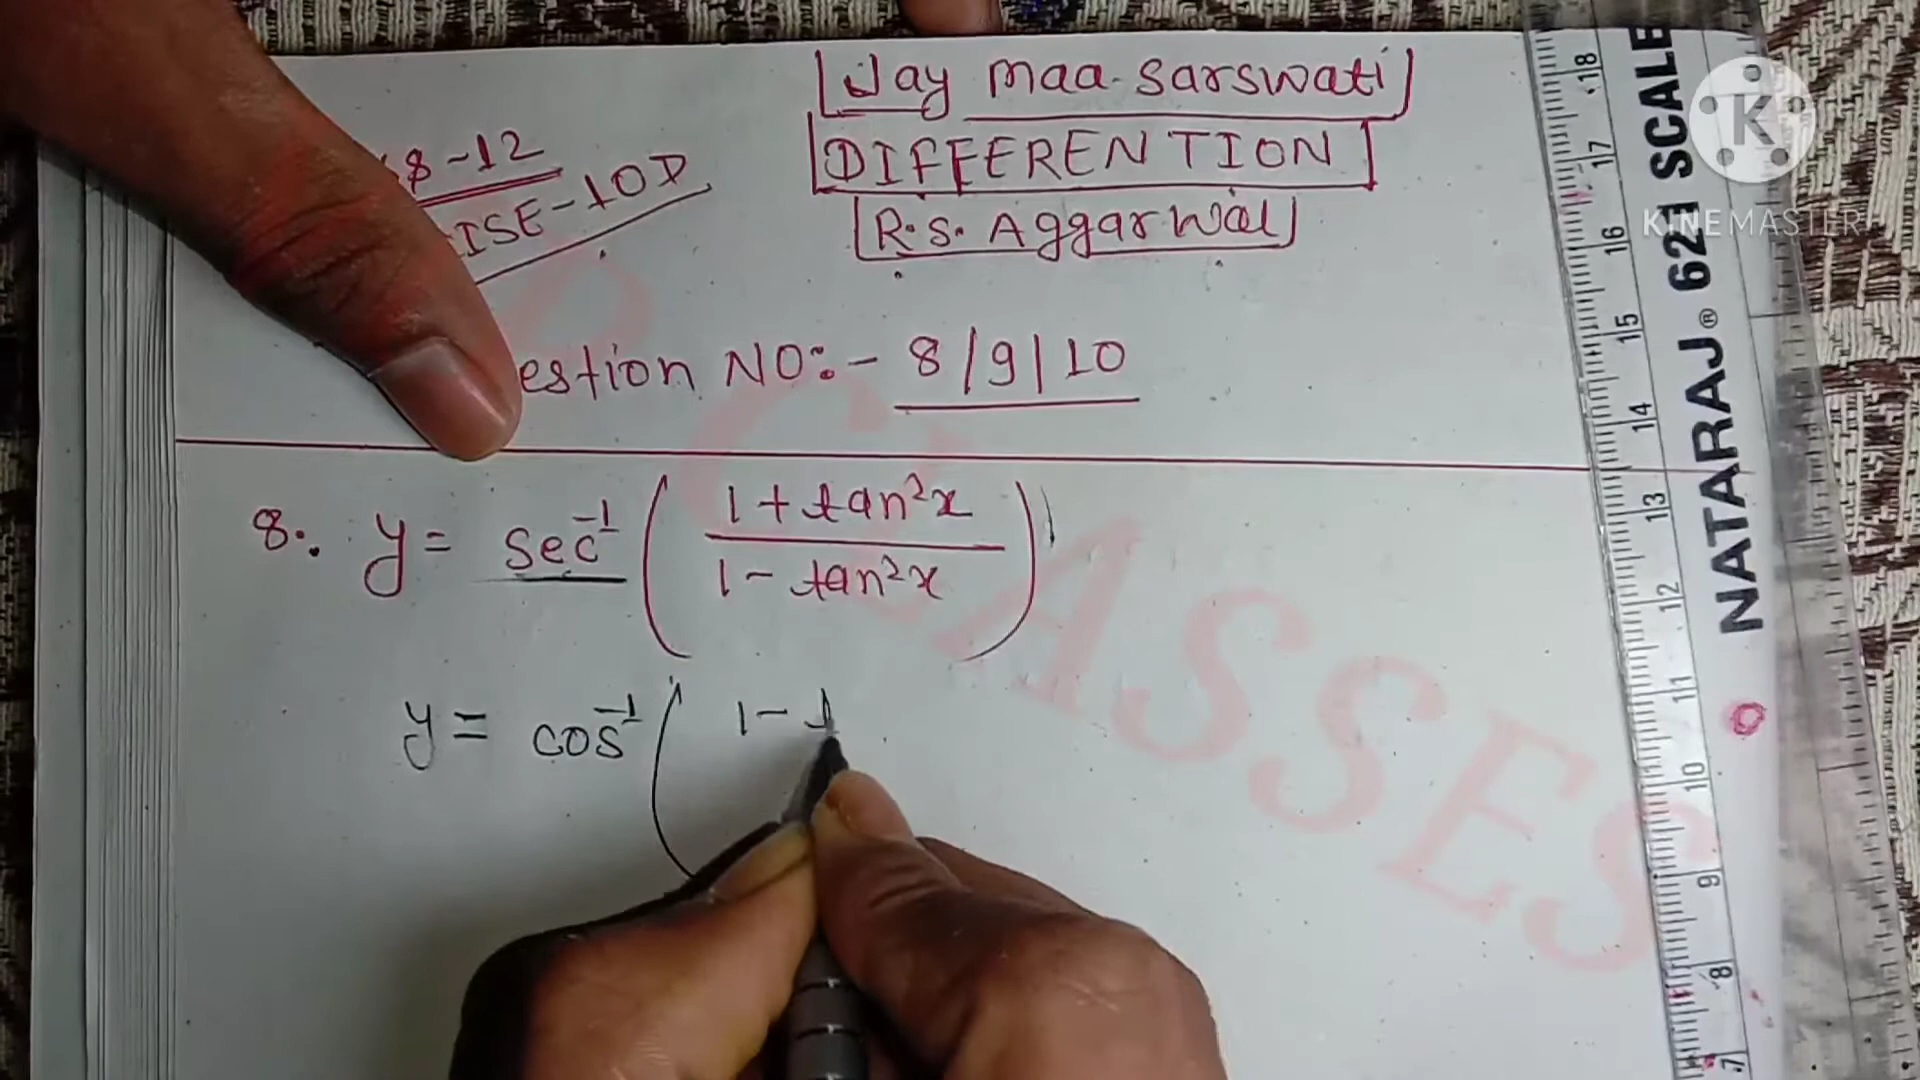 Jay maa Sarswati
DIFFERENTION
R.S. Aggarwal
8-12
ISE-10D
estion NO:- 8/9/10
8. y = sec⁻¹ ( (1 + tan²x) / (1 - tan²x) )
y = cos⁻¹ ( 1 - t
CLASSES
K
KINEMASTER
NATARAJ® 621 SCALE
18
17
16
15
14
13
12
11
10
9
8
7